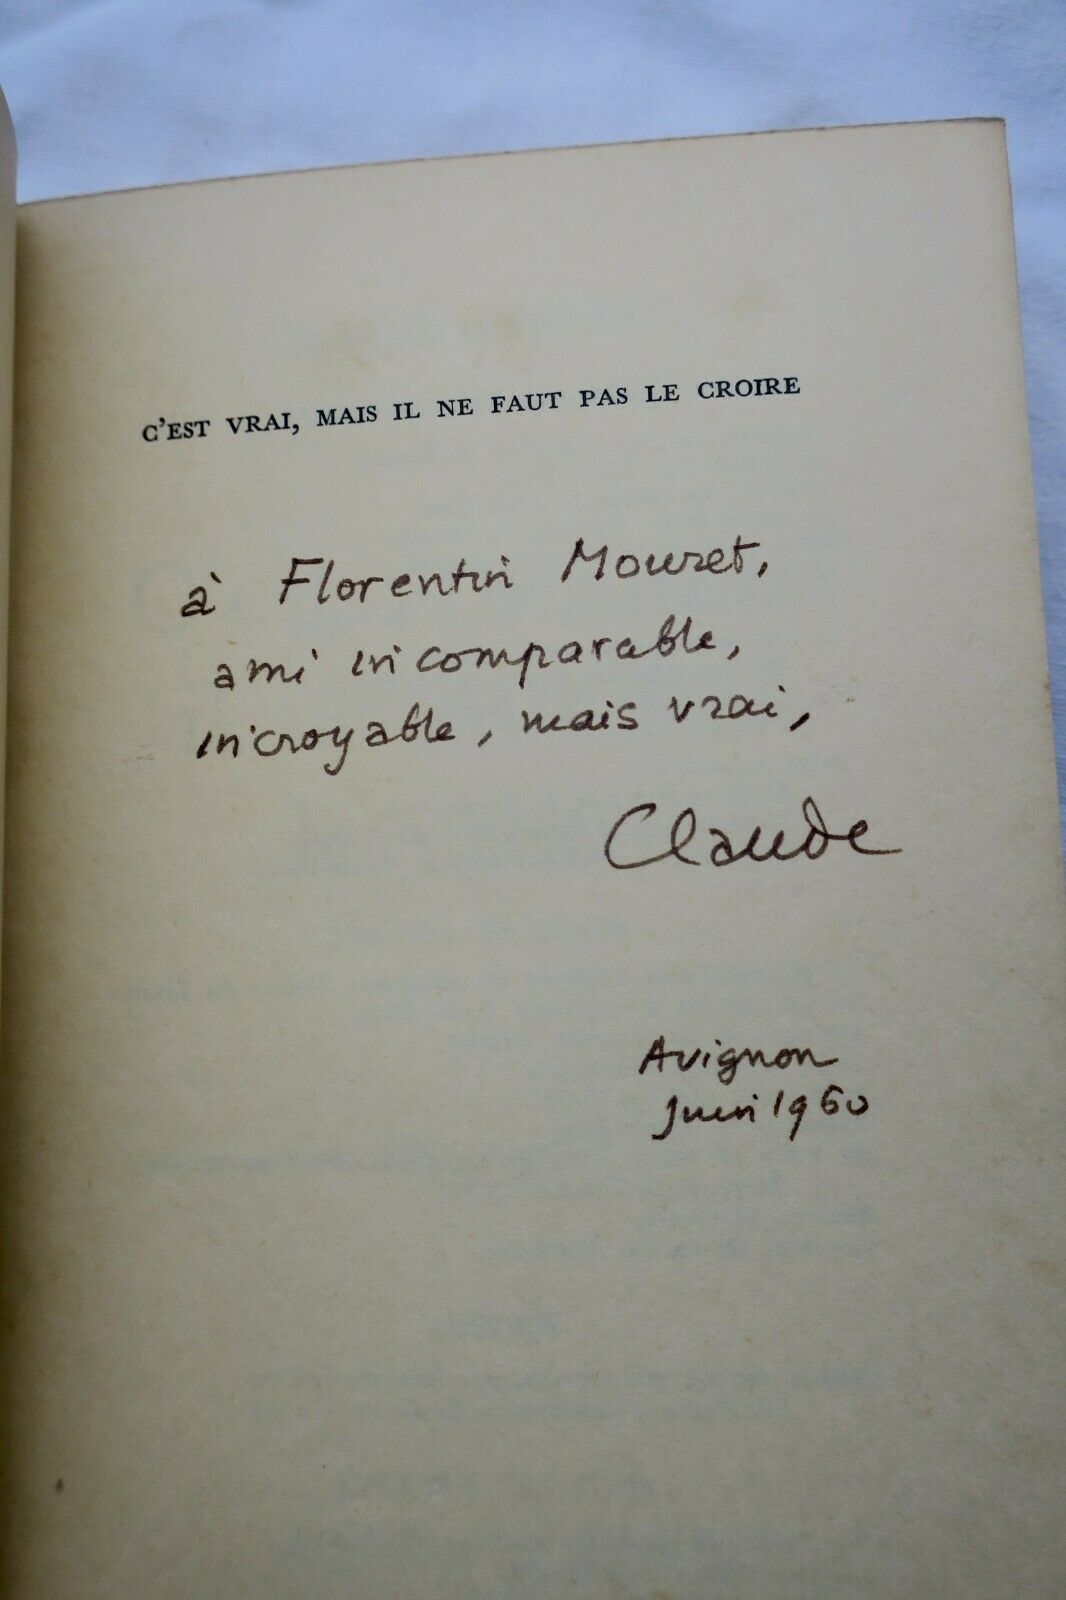 C'EST VRAI, MAIS IL NE FAUT PAS LE CROIRE
à Florentin Mouret,
ami incomparable,
incroyable, mais vrai,
Claude
Avignon
Juin 1960